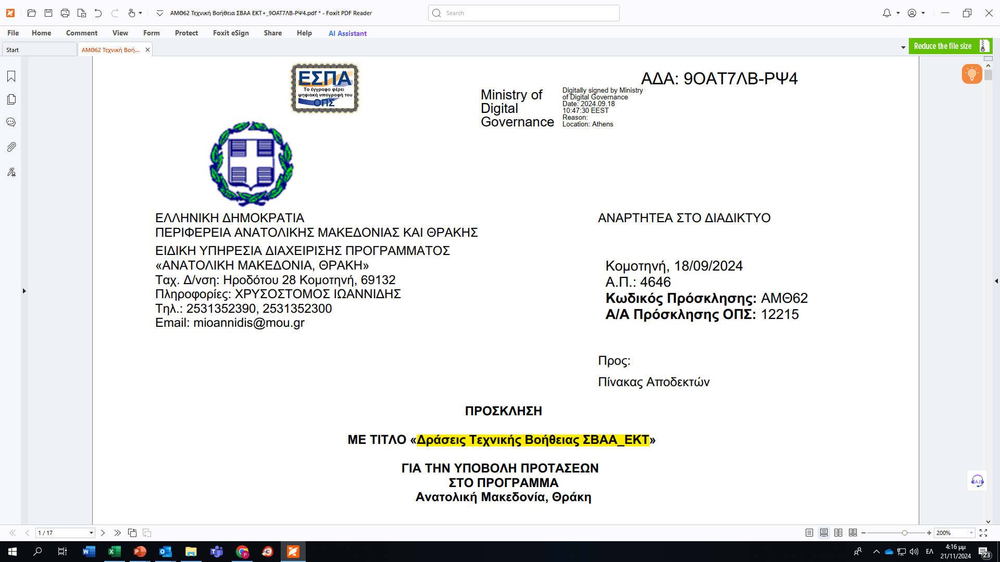 ΑΜΘ62 Τεχνική Βοήθεια ΣΒΑΑ ΕΚΤ+_9ΟΑΤ7ΛΒ-ΡΨ4.pdf * - Foxit PDF Reader
Search
File Home Comment View Form Protect Foxit eSign Share Help AI Assistant
Start
ΑΜΘ62 Τεχνική Βοή...
Reduce the file size
ΕΣΠΑ
Το έγγραφο φέρει
ψηφιακή υπογραφή του
ΟΠΣ
ΑΔΑ: 9ΟΑΤ7ΛΒ-ΡΨ4
Ministry of
Digital
Governance
Digitally signed by Ministry
of Digital Governance
Date: 2024.09.18
10:47:30 EEST
Reason:
Location: Athens
ΕΛΛΗΝΙΚΗ ΔΗΜΟΚΡΑΤΙΑ
ΠΕΡΙΦΕΡΕΙΑ ΑΝΑΤΟΛΙΚΗΣ ΜΑΚΕΔΟΝΙΑΣ ΚΑΙ ΘΡΑΚΗΣ
ΕΙΔΙΚΗ ΥΠΗΡΕΣΙΑ ΔΙΑΧΕΙΡΙΣΗΣ ΠΡΟΓΡΑΜΜΑΤΟΣ
«ΑΝΑΤΟΛΙΚΗ ΜΑΚΕΔΟΝΙΑ, ΘΡΑΚΗ»
Ταχ. Δ/νση: Ηροδότου 28 Κομοτηνή, 69132
Πληροφορίες: ΧΡΥΣΟΣΤΟΜΟΣ ΙΩΑΝΝΙΔΗΣ
Τηλ.: 2531352390, 2531352300
Email: mioannidis@mou.gr
ΑΝΑΡΤΗΤΕΑ ΣΤΟ ΔΙΑΔΙΚΤΥΟ
Κομοτηνή, 18/09/2024
Α.Π.: 4646
Κωδικός Πρόσκλησης: ΑΜΘ62
Α/Α Πρόσκλησης ΟΠΣ: 12215
Προς:
Πίνακας Αποδεκτών
ΠΡΟΣΚΛΗΣΗ
ΜΕ ΤΙΤΛΟ «Δράσεις Τεχνικής Βοήθειας ΣΒΑΑ_ΕΚΤ»
ΓΙΑ ΤΗΝ ΥΠΟΒΟΛΗ ΠΡΟΤΑΣΕΩΝ
ΣΤΟ ΠΡΟΓΡΑΜΜΑ
Ανατολική Μακεδονία, Θράκη
AI
1 / 17
200%
ΕΛ
4:16 μμ
21/11/2024
23